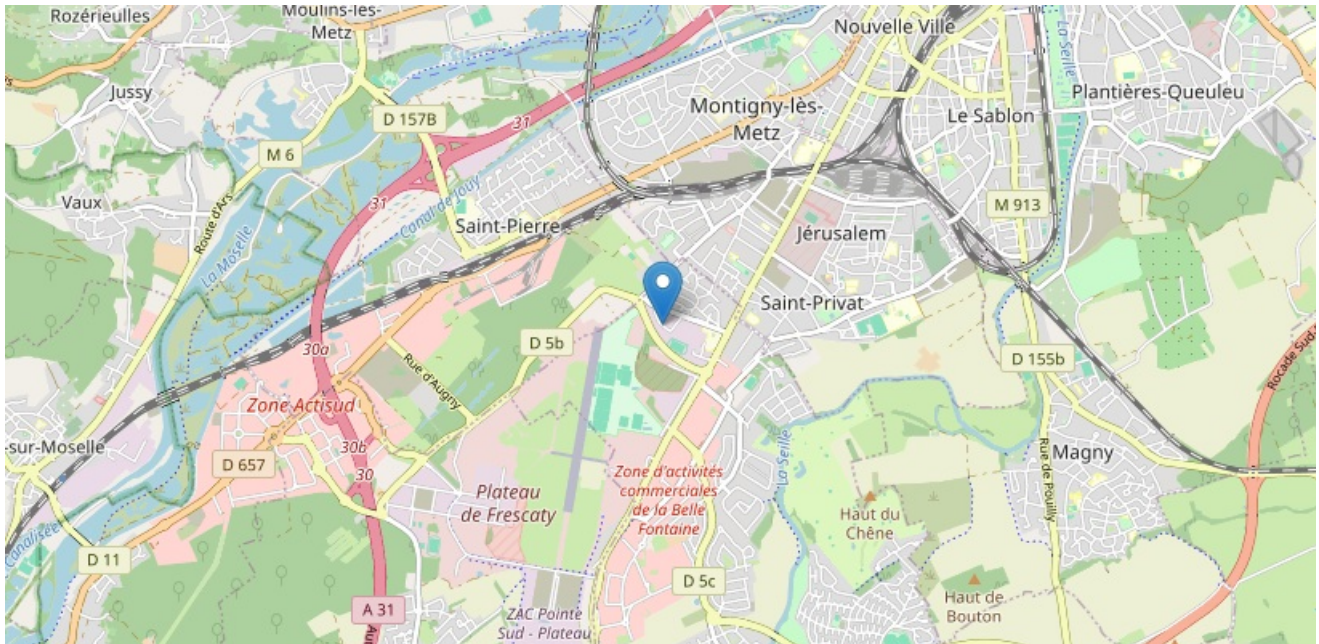 Rozérieulles
Moulins-lès-
Metz
Nouvelle Ville
La Seille
Jussy
D 157B
31
Montigny-lès-
Metz
Le Sablon
Plantières-Queuleu
M 6
31
Vaux
Route d'Ars
La Moselle
Canal de Jouy
Saint-Pierre
M 913
Jérusalem
Saint-Privat
30a
D 5b
D 155b
Rocade Sud
Rue d'Augny
Zone Actisud
-sur-Moselle
30b
D 657
30
Magny
La Seille
Rue de Pouilly
Plateau
de Frescaty
Zone d'activités
commerciales
de la Belle
Fontaine
Haut du
Chêne
Canalisée
D 11
D 5c
Haut de
Bouton
A 31
ZAC Pointe
Sud - Plateau